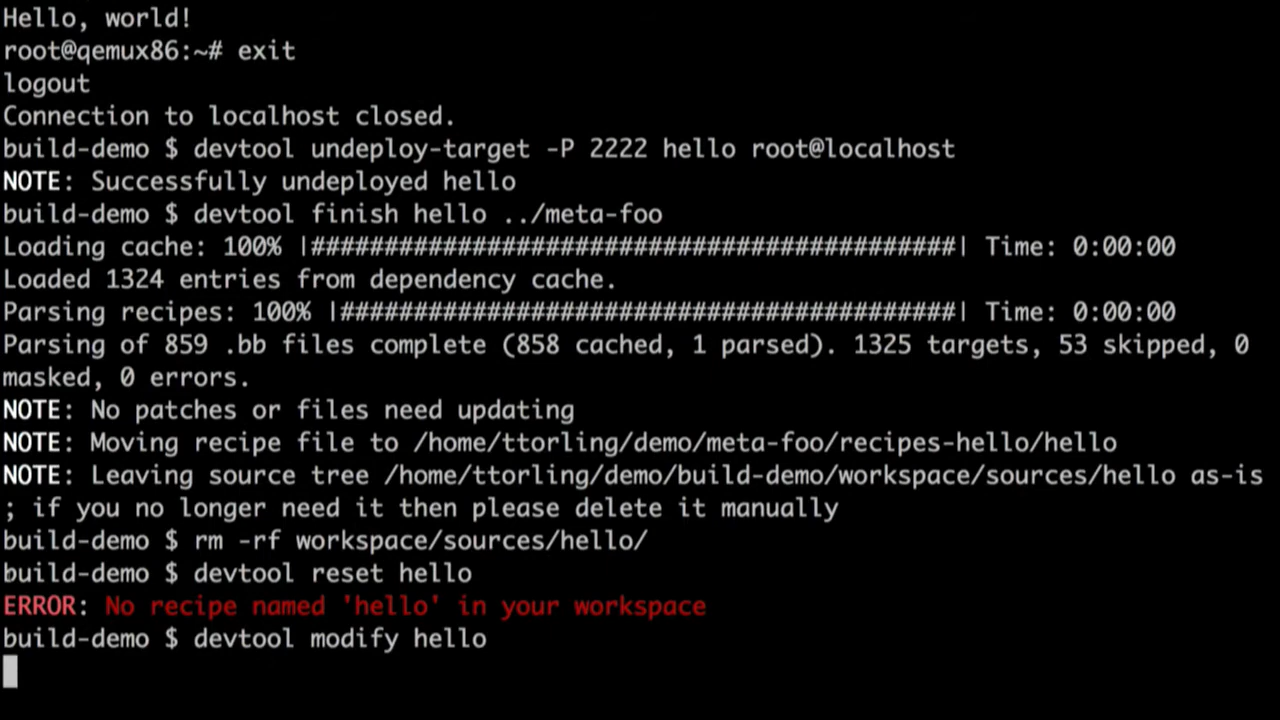 Hello, world!
root@qemux86:~# exit
logout
Connection to localhost closed.
build-demo $ devtool undeploy-target -P 2222 hello root@localhost
NOTE: Successfully undeployed hello
build-demo $ devtool finish hello ../meta-foo
Loading cache: 100% |############################################| Time: 0:00:00
Loaded 1324 entries from dependency cache.
Parsing recipes: 100% |##########################################| Time: 0:00:00
Parsing of 859 .bb files complete (858 cached, 1 parsed). 1325 targets, 53 skipped, 0
masked, 0 errors.
NOTE: No patches or files need updating
NOTE: Moving recipe file to /home/ttorling/demo/meta-foo/recipes-hello/hello
NOTE: Leaving source tree /home/ttorling/demo/build-demo/workspace/sources/hello as-is
; if you no longer need it then please delete it manually
build-demo $ rm -rf workspace/sources/hello/
build-demo $ devtool reset hello
ERROR: No recipe named 'hello' in your workspace
build-demo $ devtool modify hello